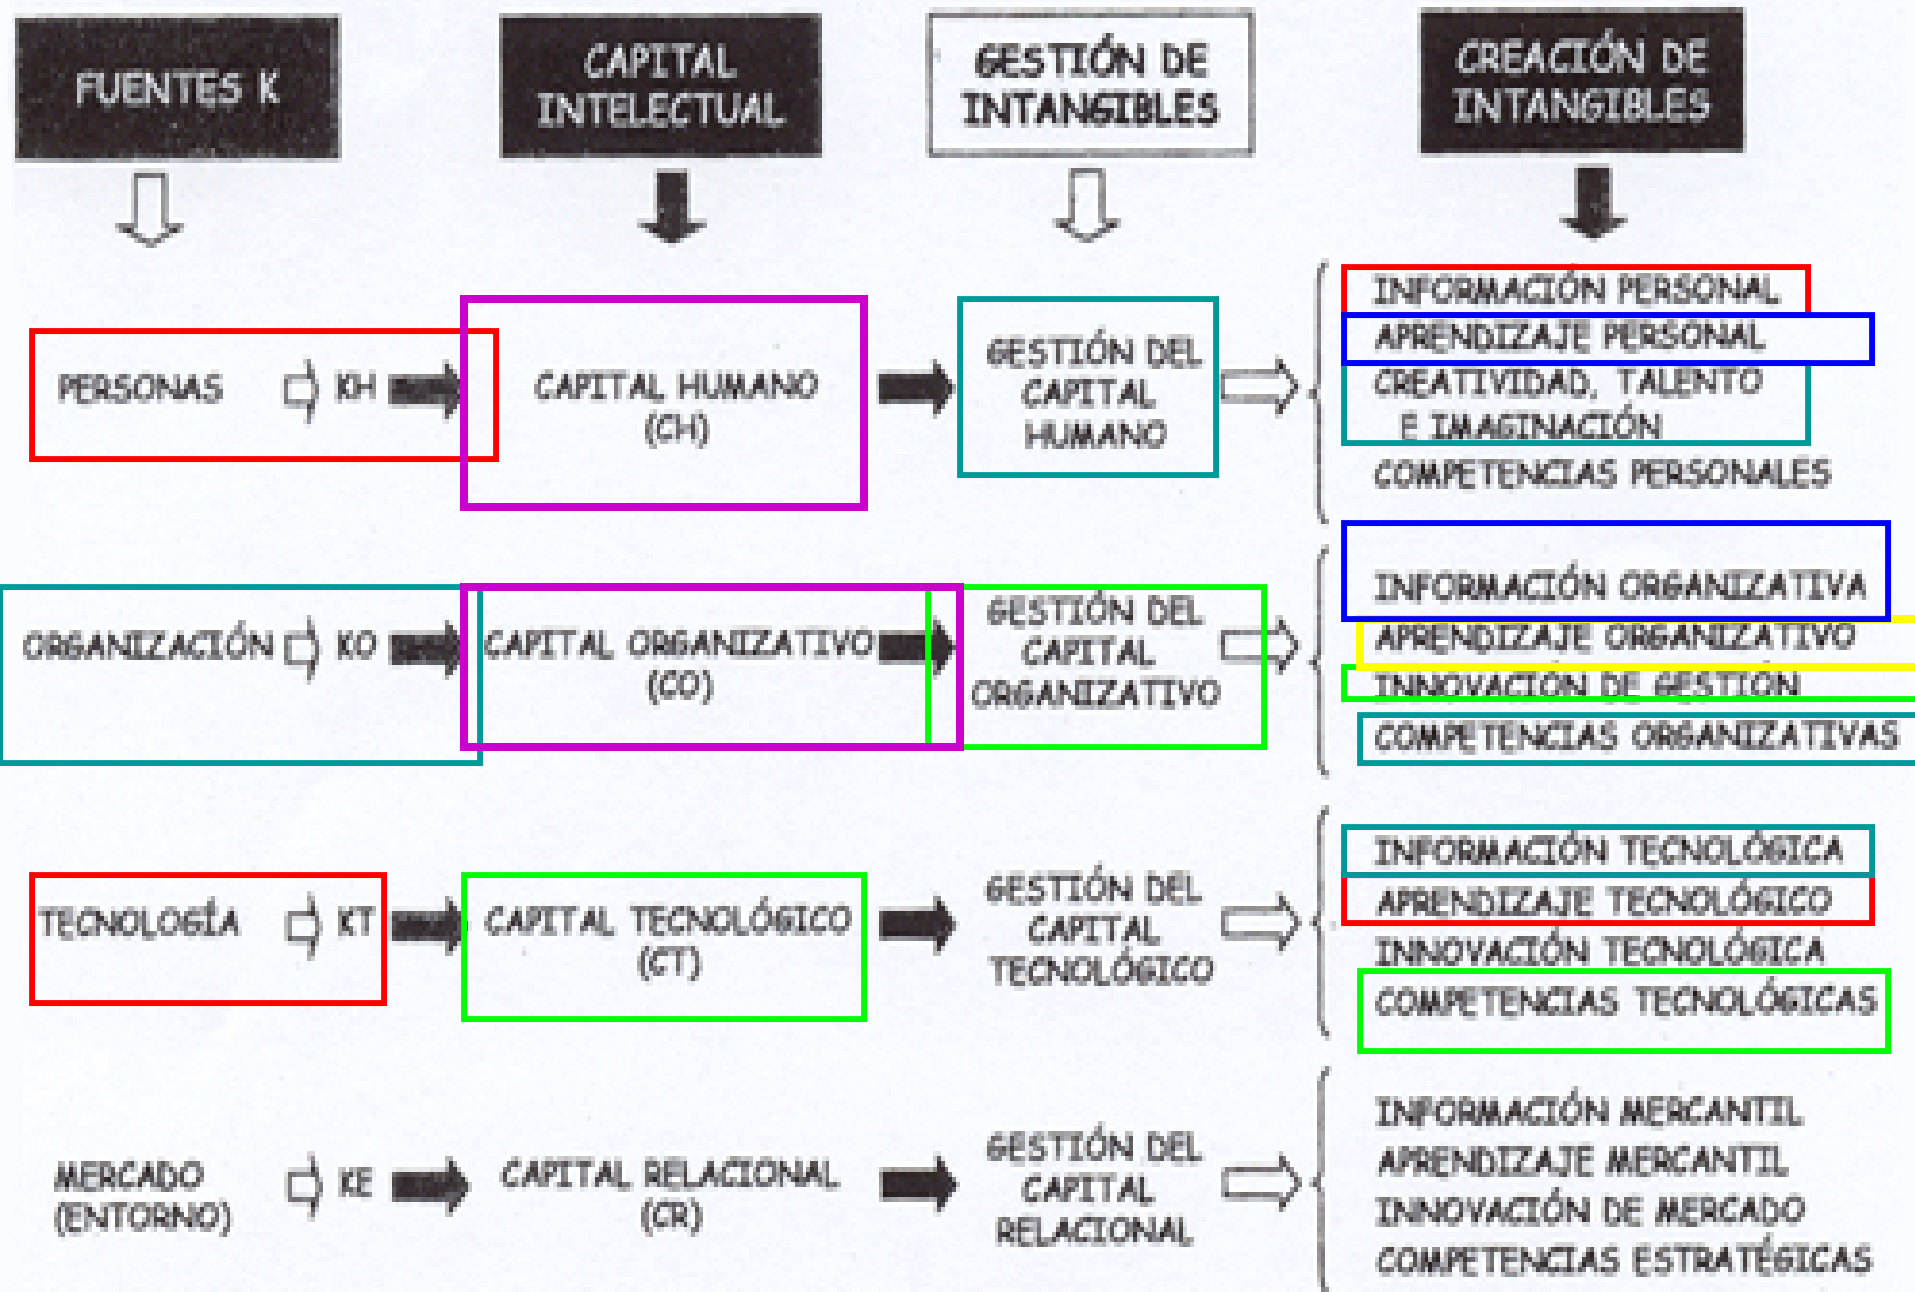 FUENTES K
CAPITAL
INTELECTUAL
GESTIÓN DE
INTANGIBLES
CREACIÓN DE
INTANGIBLES
PERSONAS
KH
CAPITAL HUMANO
(CH)
GESTIÓN DEL
CAPITAL
HUMANO
INFORMACIÓN PERSONAL
APRENDIZAJE PERSONAL
CREATIVIDAD, TALENTO
E IMAGINACIÓN
COMPETENCIAS PERSONALES
ORGANIZACIÓN
KO
CAPITAL ORGANIZATIVO
(CO)
GESTIÓN DEL
CAPITAL
ORGANIZATIVO
INFORMACIÓN ORGANIZATIVA
APRENDIZAJE ORGANIZATIVO
INNOVACIÓN DE GESTIÓN
COMPETENCIAS ORGANIZATIVAS
TECNOLOGÍA
KT
CAPITAL TECNOLÓGICO
(CT)
GESTIÓN DEL
CAPITAL
TECNOLÓGICO
INFORMACIÓN TECNOLÓGICA
APRENDIZAJE TECNOLÓGICO
INNOVACIÓN TECNOLÓGICA
COMPETENCIAS TECNOLÓGICAS
MERCADO
(ENTORNO)
KE
CAPITAL RELACIONAL
(CR)
GESTIÓN DEL
CAPITAL
RELACIONAL
INFORMACIÓN MERCANTIL
APRENDIZAJE MERCANTIL
INNOVACIÓN DE MERCADO
COMPETENCIAS ESTRATÉGICAS